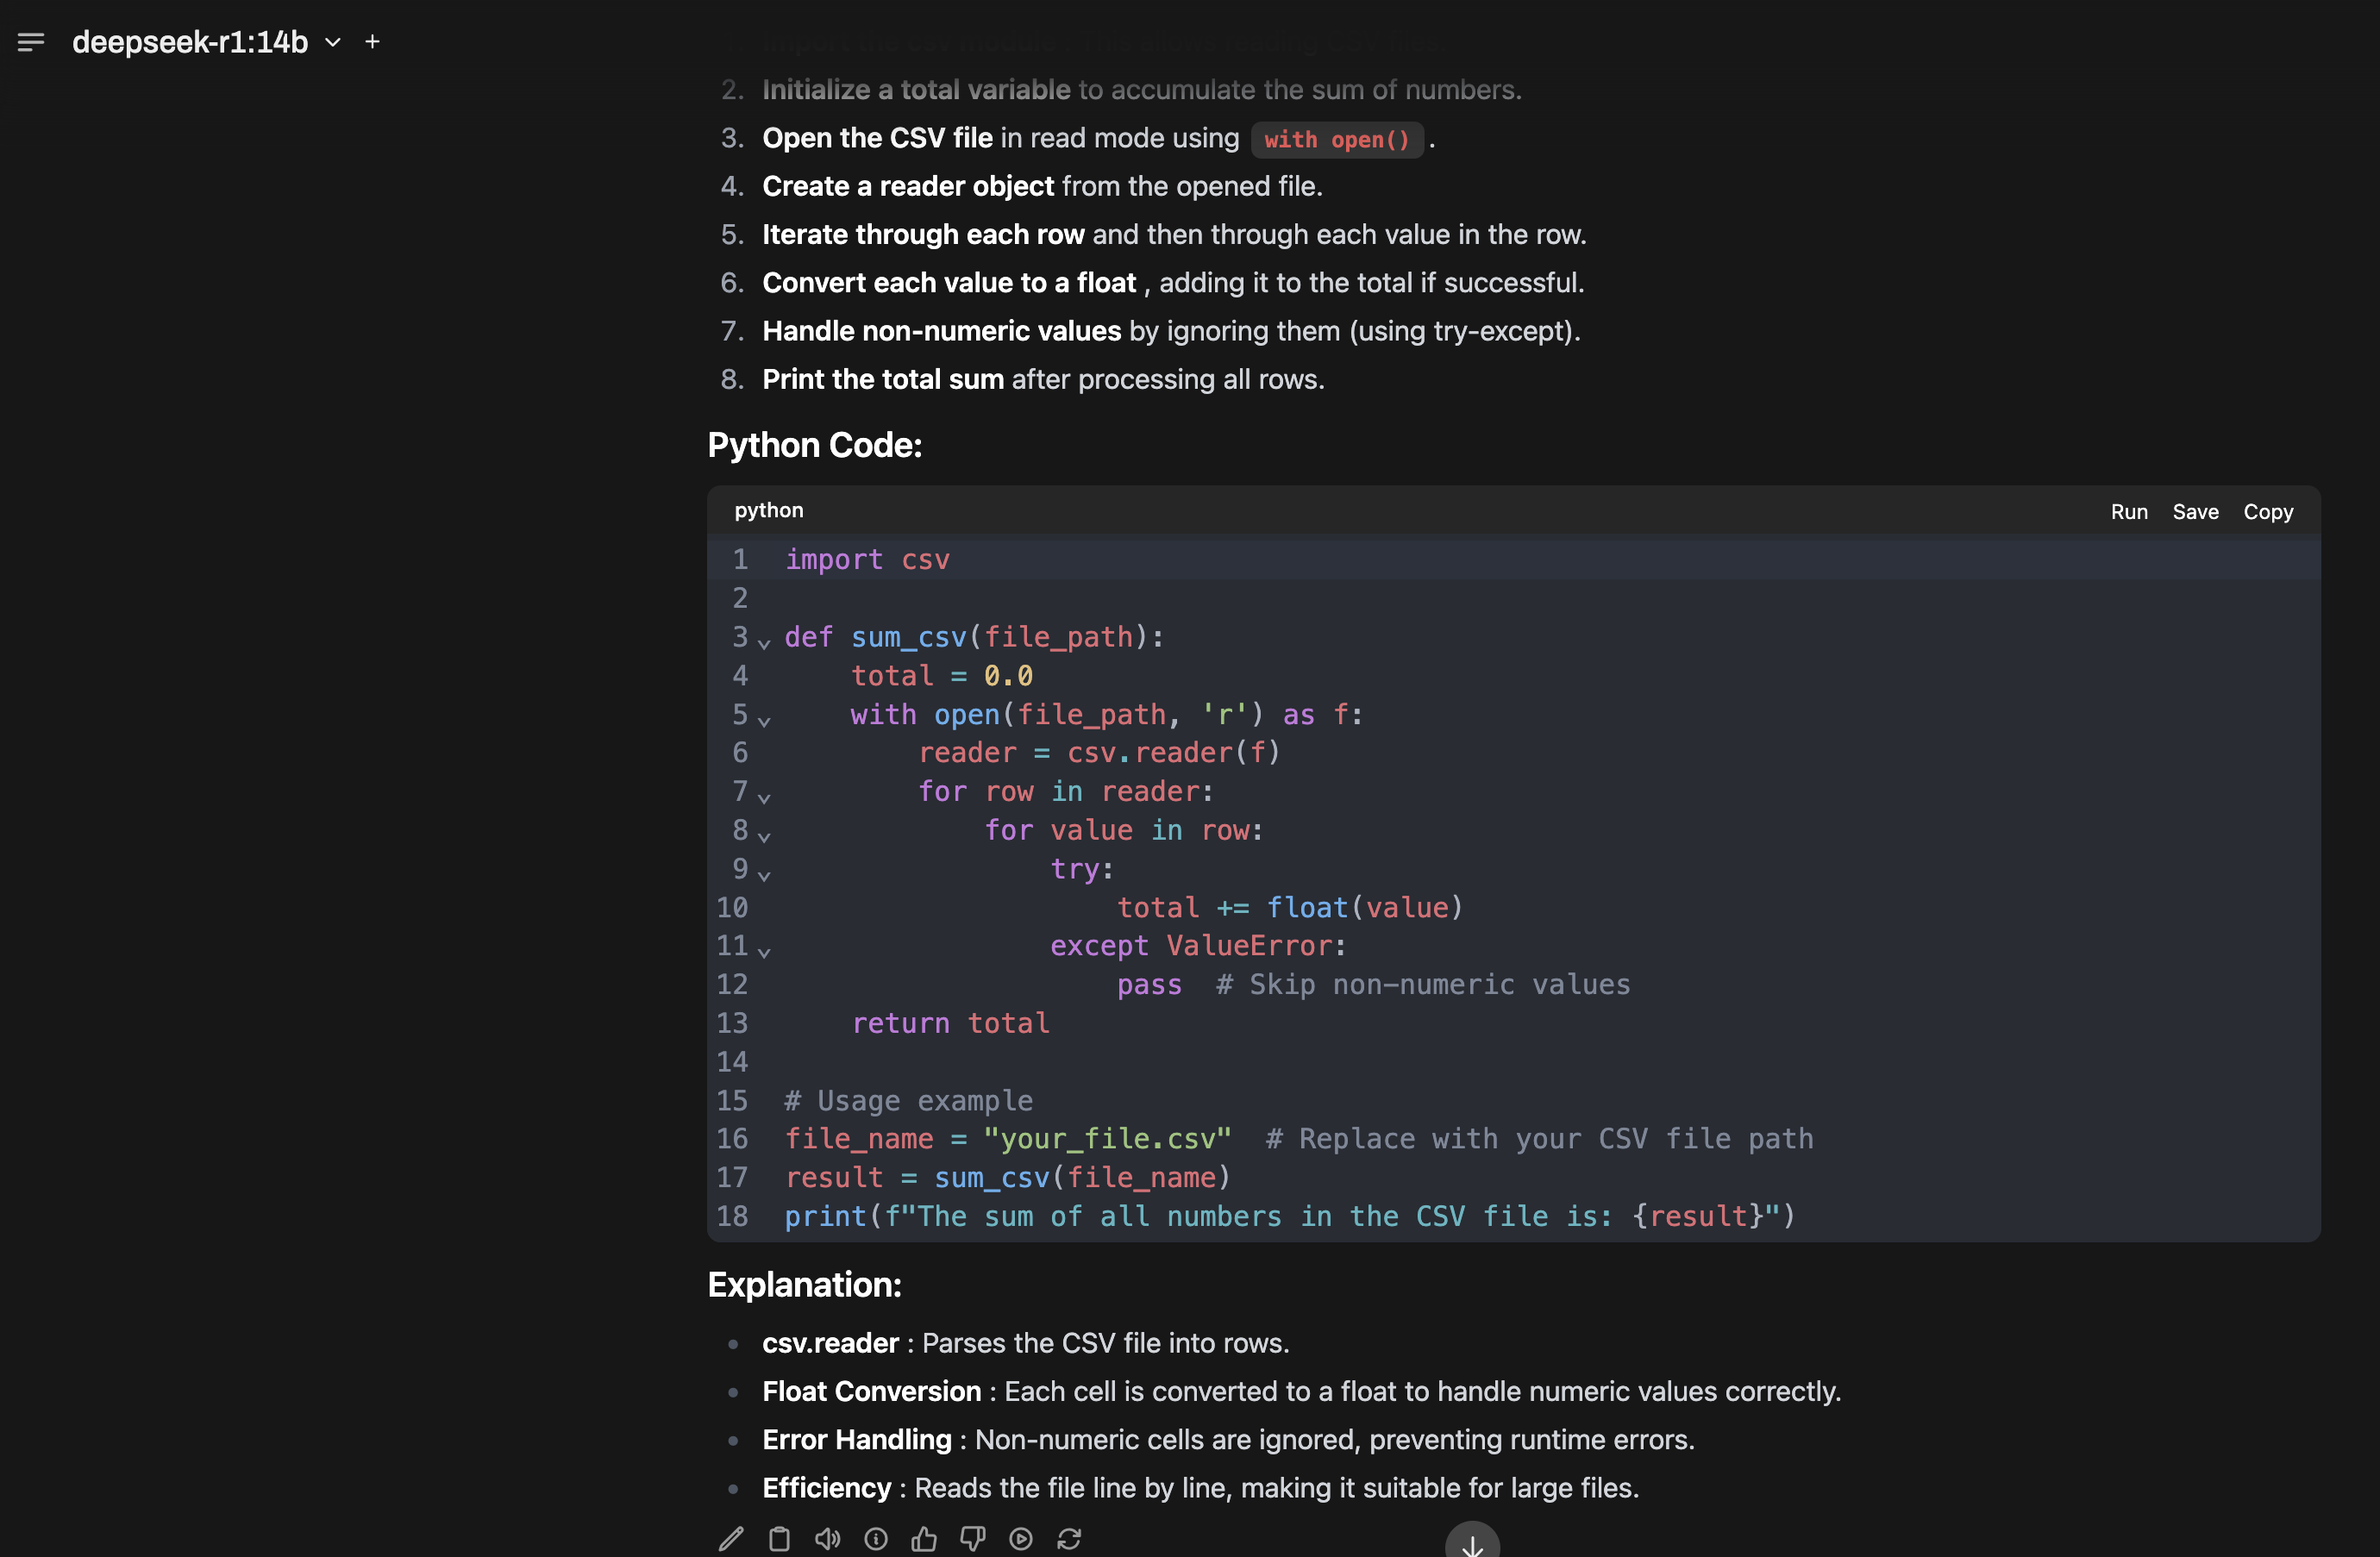 deepseek-r1:14b
Import the csv module : This allows reading CSV files.
2. Initialize a total variable to accumulate the sum of numbers.
3. Open the CSV file in read mode using with open() .
4. Create a reader object from the opened file.
5. Iterate through each row and then through each value in the row.
6. Convert each value to a float , adding it to the total if successful.
7. Handle non-numeric values by ignoring them (using try-except).
8. Print the total sum after processing all rows.
Python Code:
python Run Save Copy
1 import csv
2
3 def sum_csv(file_path):
4     total = 0.0
5     with open(file_path, 'r') as f:
6         reader = csv.reader(f)
7         for row in reader:
8             for value in row:
9                 try:
10                     total += float(value)
11                 except ValueError:
12                     pass  # Skip non-numeric values
13     return total
14
15 # Usage example
16 file_name = "your_file.csv"  # Replace with your CSV file path
17 result = sum_csv(file_name)
18 print(f"The sum of all numbers in the CSV file is: {result}")
Explanation:
• csv.reader : Parses the CSV file into rows.
• Float Conversion : Each cell is converted to a float to handle numeric values correctly.
• Error Handling : Non-numeric cells are ignored, preventing runtime errors.
• Efficiency : Reads the file line by line, making it suitable for large files.